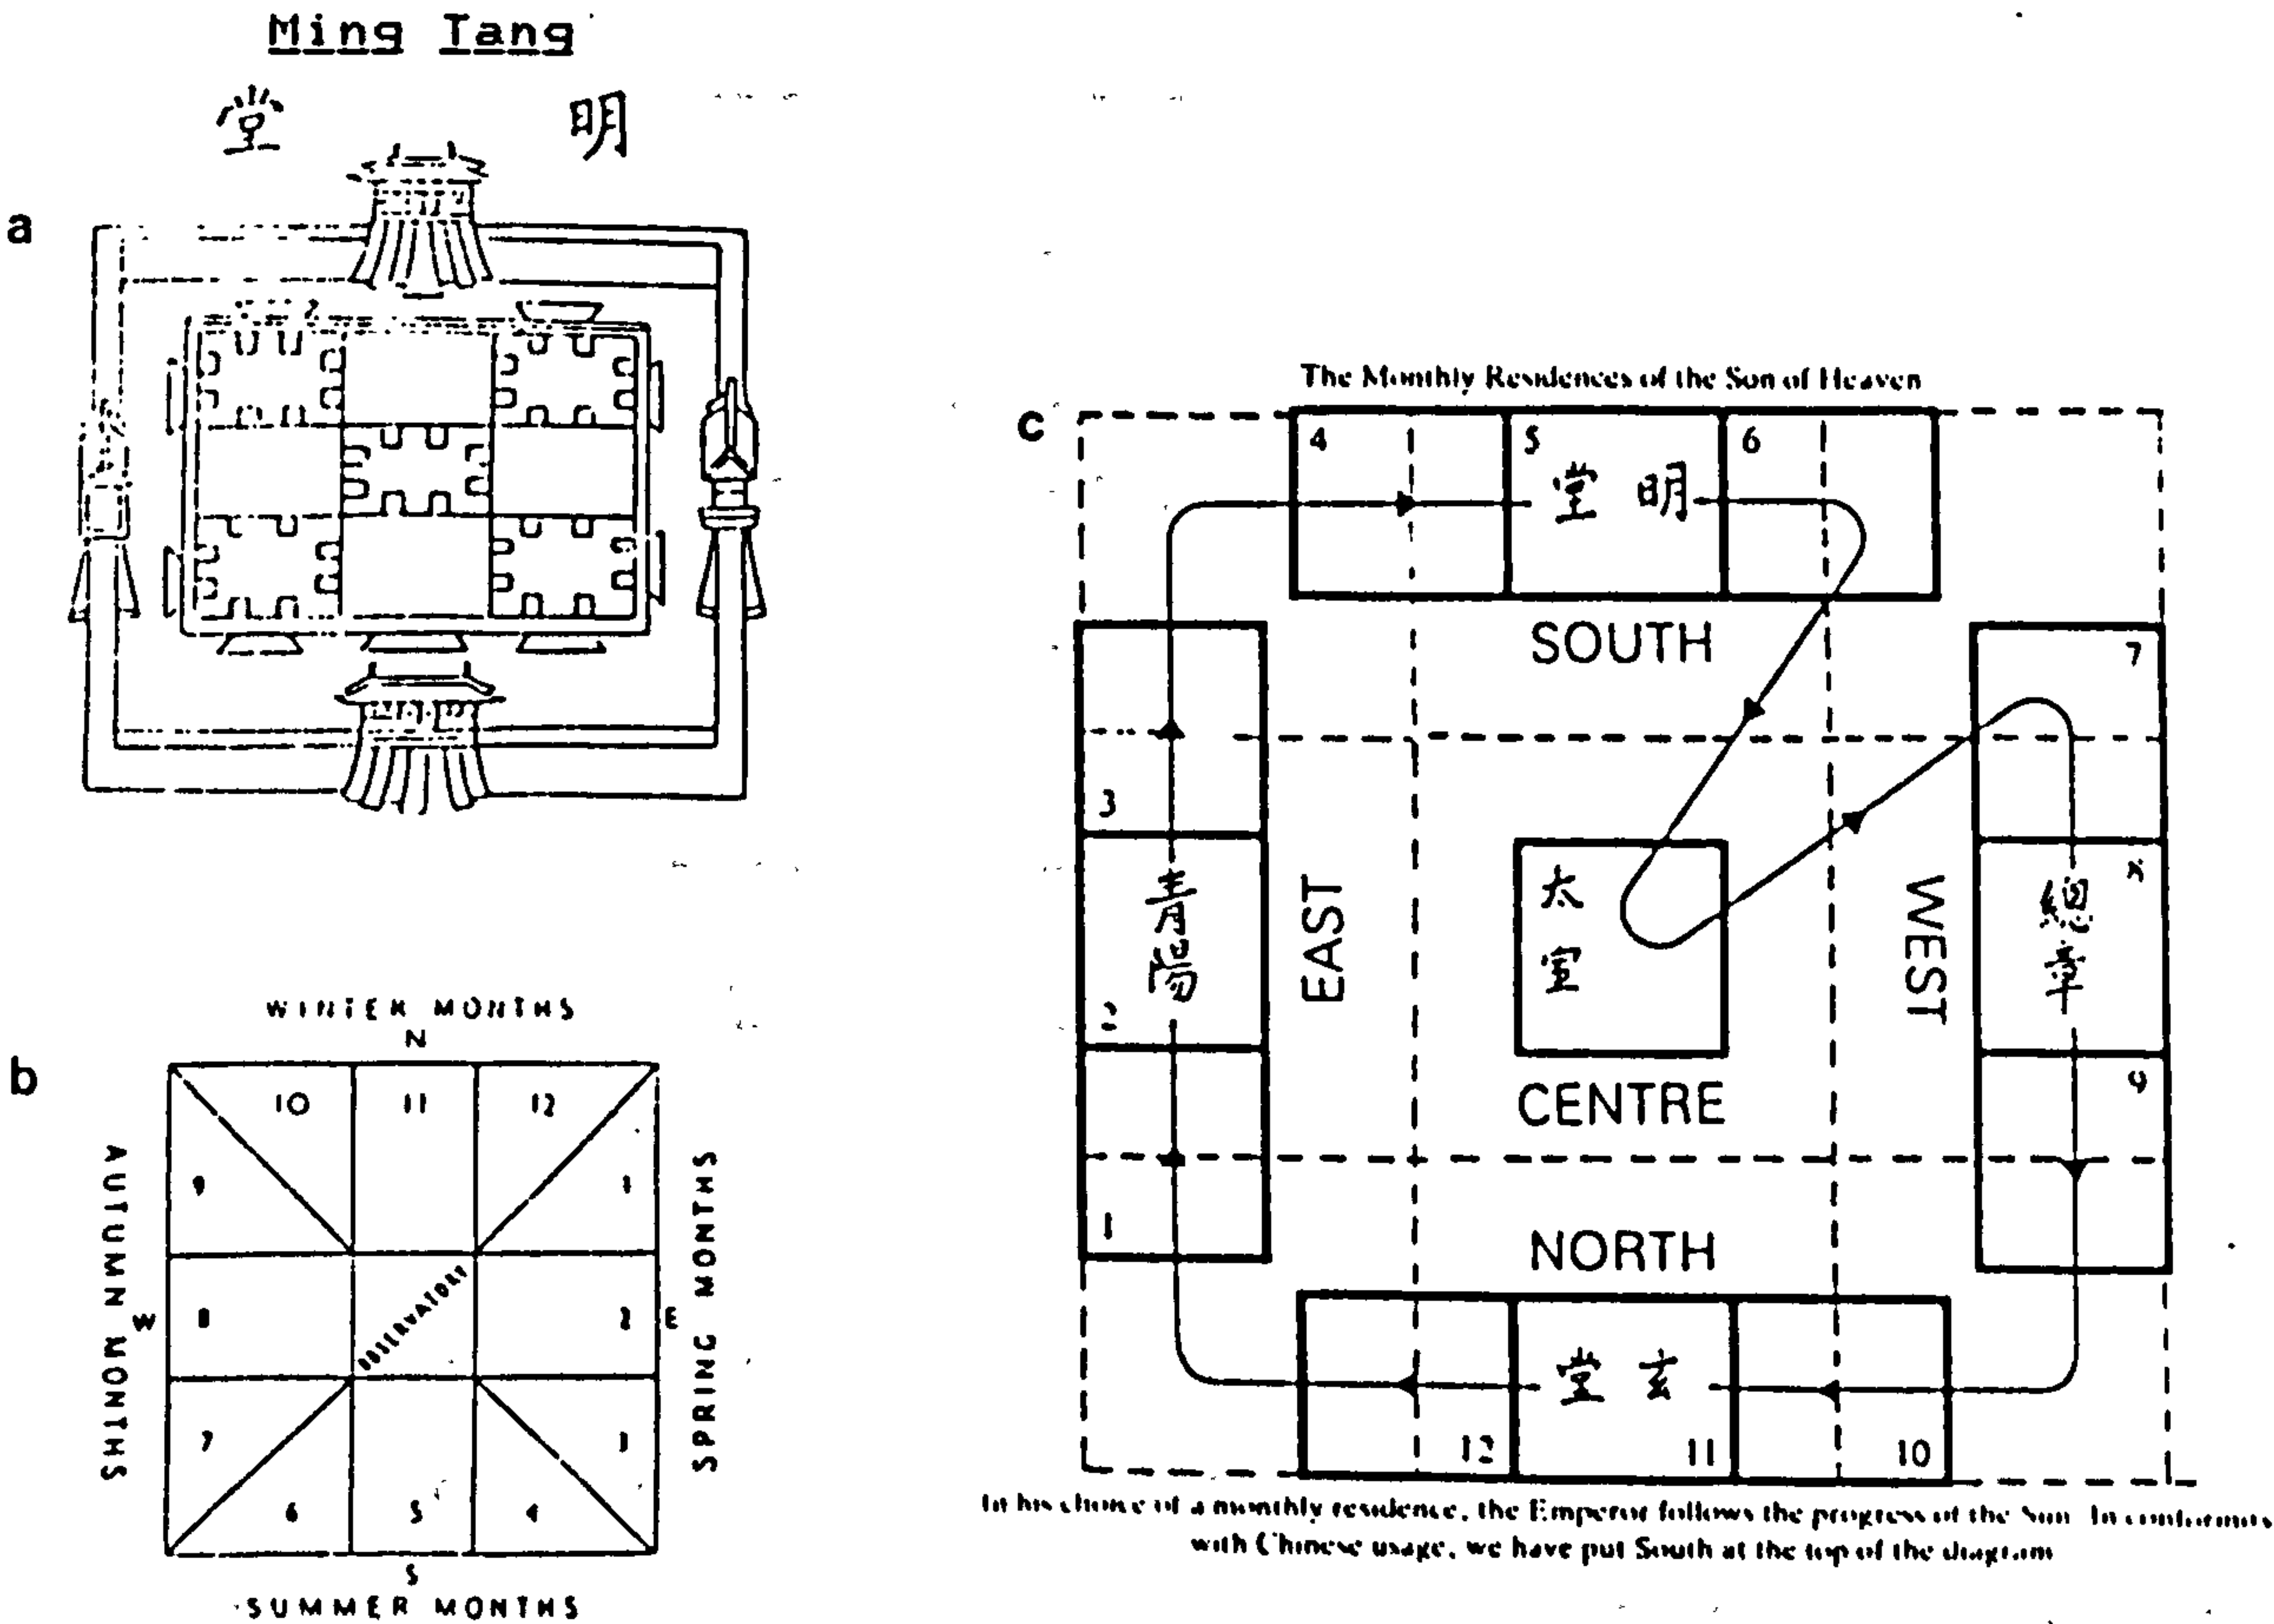 Ming Tang
堂 明
a
b
WINTER MONTHS
N
10 11 12
9 1
AUTUMN MONTHS
W
8
OBSERVATORY
2
E
SPRING MONTHS
7 3
6 5 4
S
SUMMER MONTHS
The Monthly Residences of the Son of Heaven
c
4 5 6
堂 明
SOUTH
7
3
青陽
2
EAST
太室
WEST
8
總章
CENTRE
9
1
NORTH
堂 玄
12 11 10
In his choice of a monthly residence, the Emperor follows the progress of the Sun. In conformity
with Chinese usage, we have put South at the top of the diagram